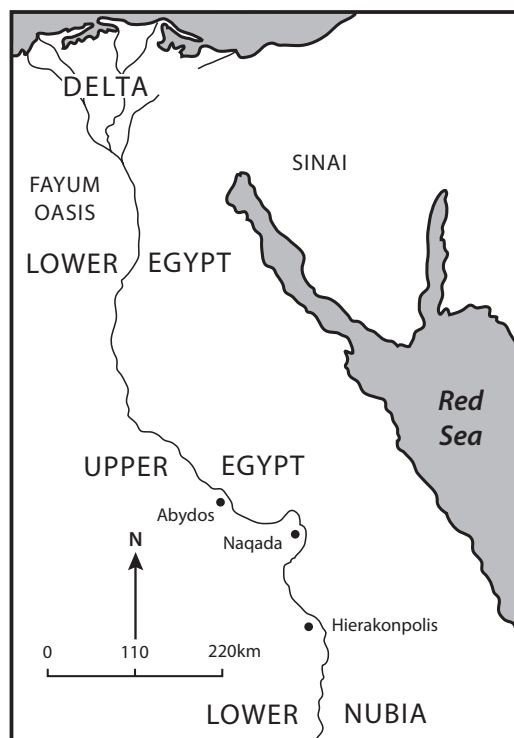 DELTA
SINAI
FAYUM
OASIS
LOWER EGYPT
Red
Sea
UPPER EGYPT
Abydos
Naqada
N
Hierakonpolis
0 110 220km
LOWER NUBIA